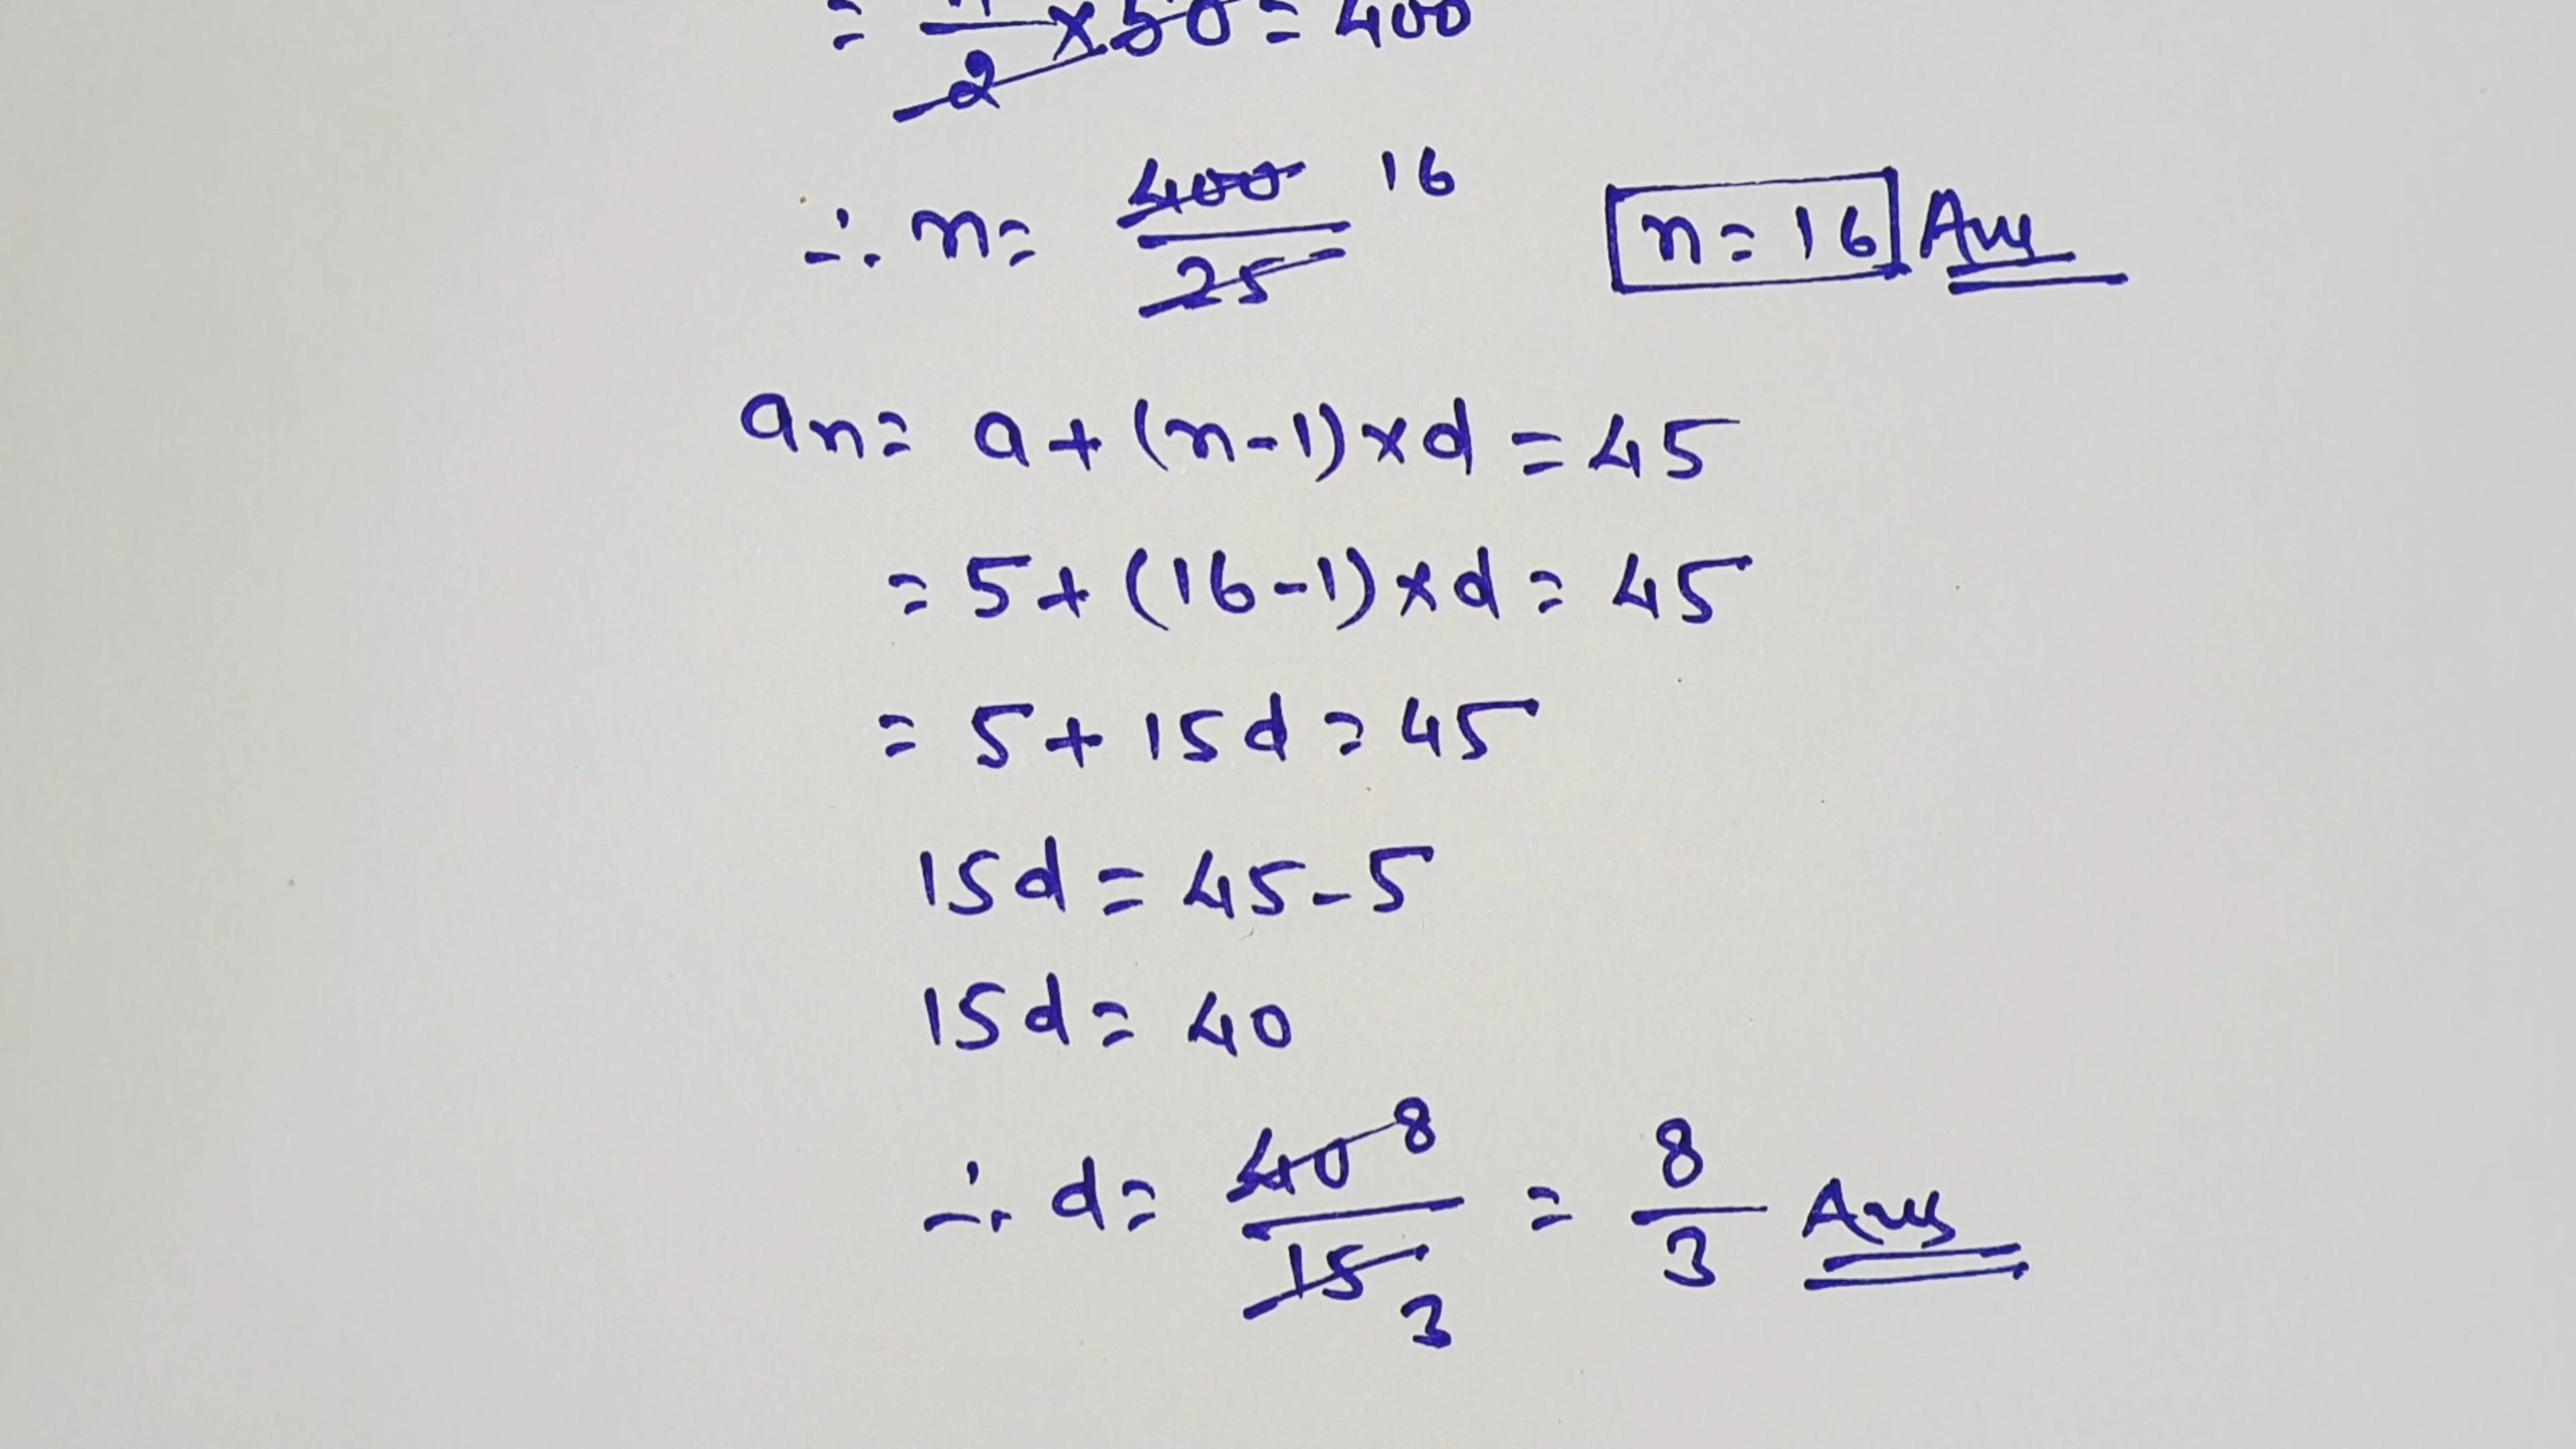 = n/2 × 50 = 400
∴ n = 400/25 16 n = 16 Ans
an = a + (n-1) × d = 45
= 5 + (16-1) × d = 45
= 5 + 15d = 45
15d = 45 - 5
15d = 40
∴ d = 40/15 8 3 = 8/3 Ans